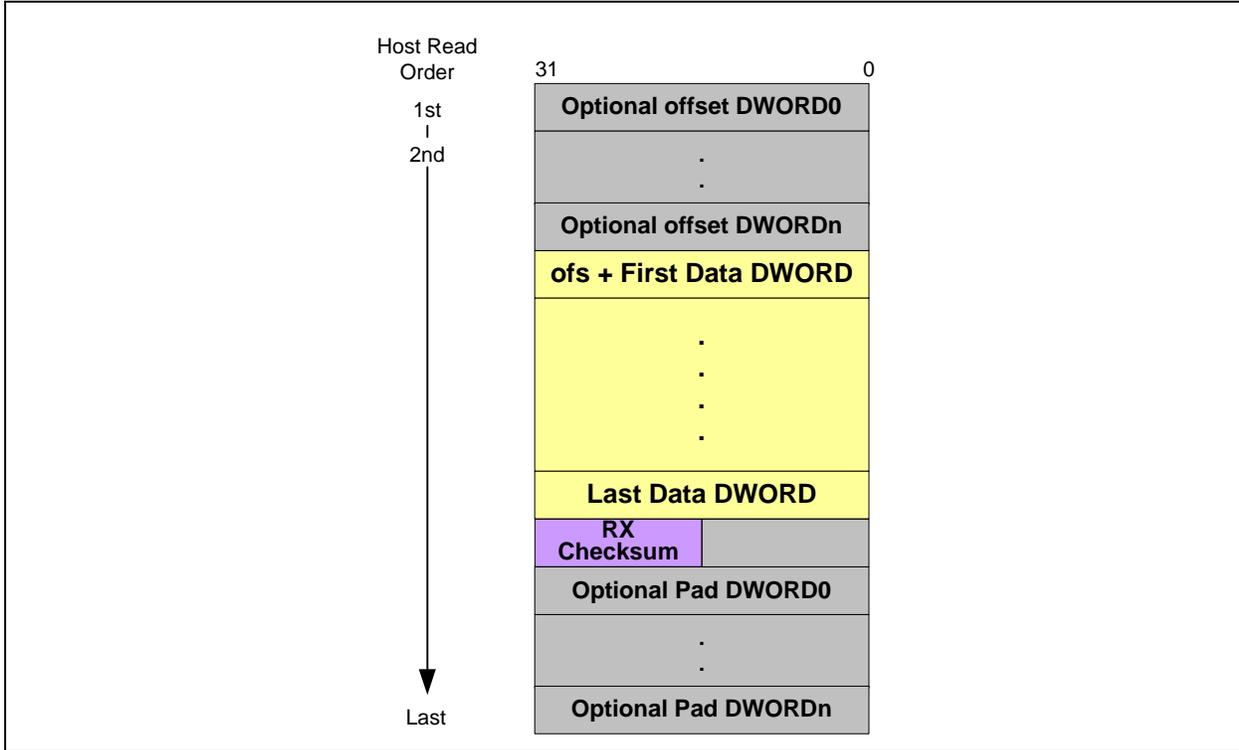 Host Read
Order
31
0
1st
2nd
Optional offset DWORD0
.
.
Optional offset DWORDn
ofs + First Data DWORD
.
.
.
.
Last Data DWORD
RX
Checksum
Optional Pad DWORD0
.
.
Optional Pad DWORDn
Last